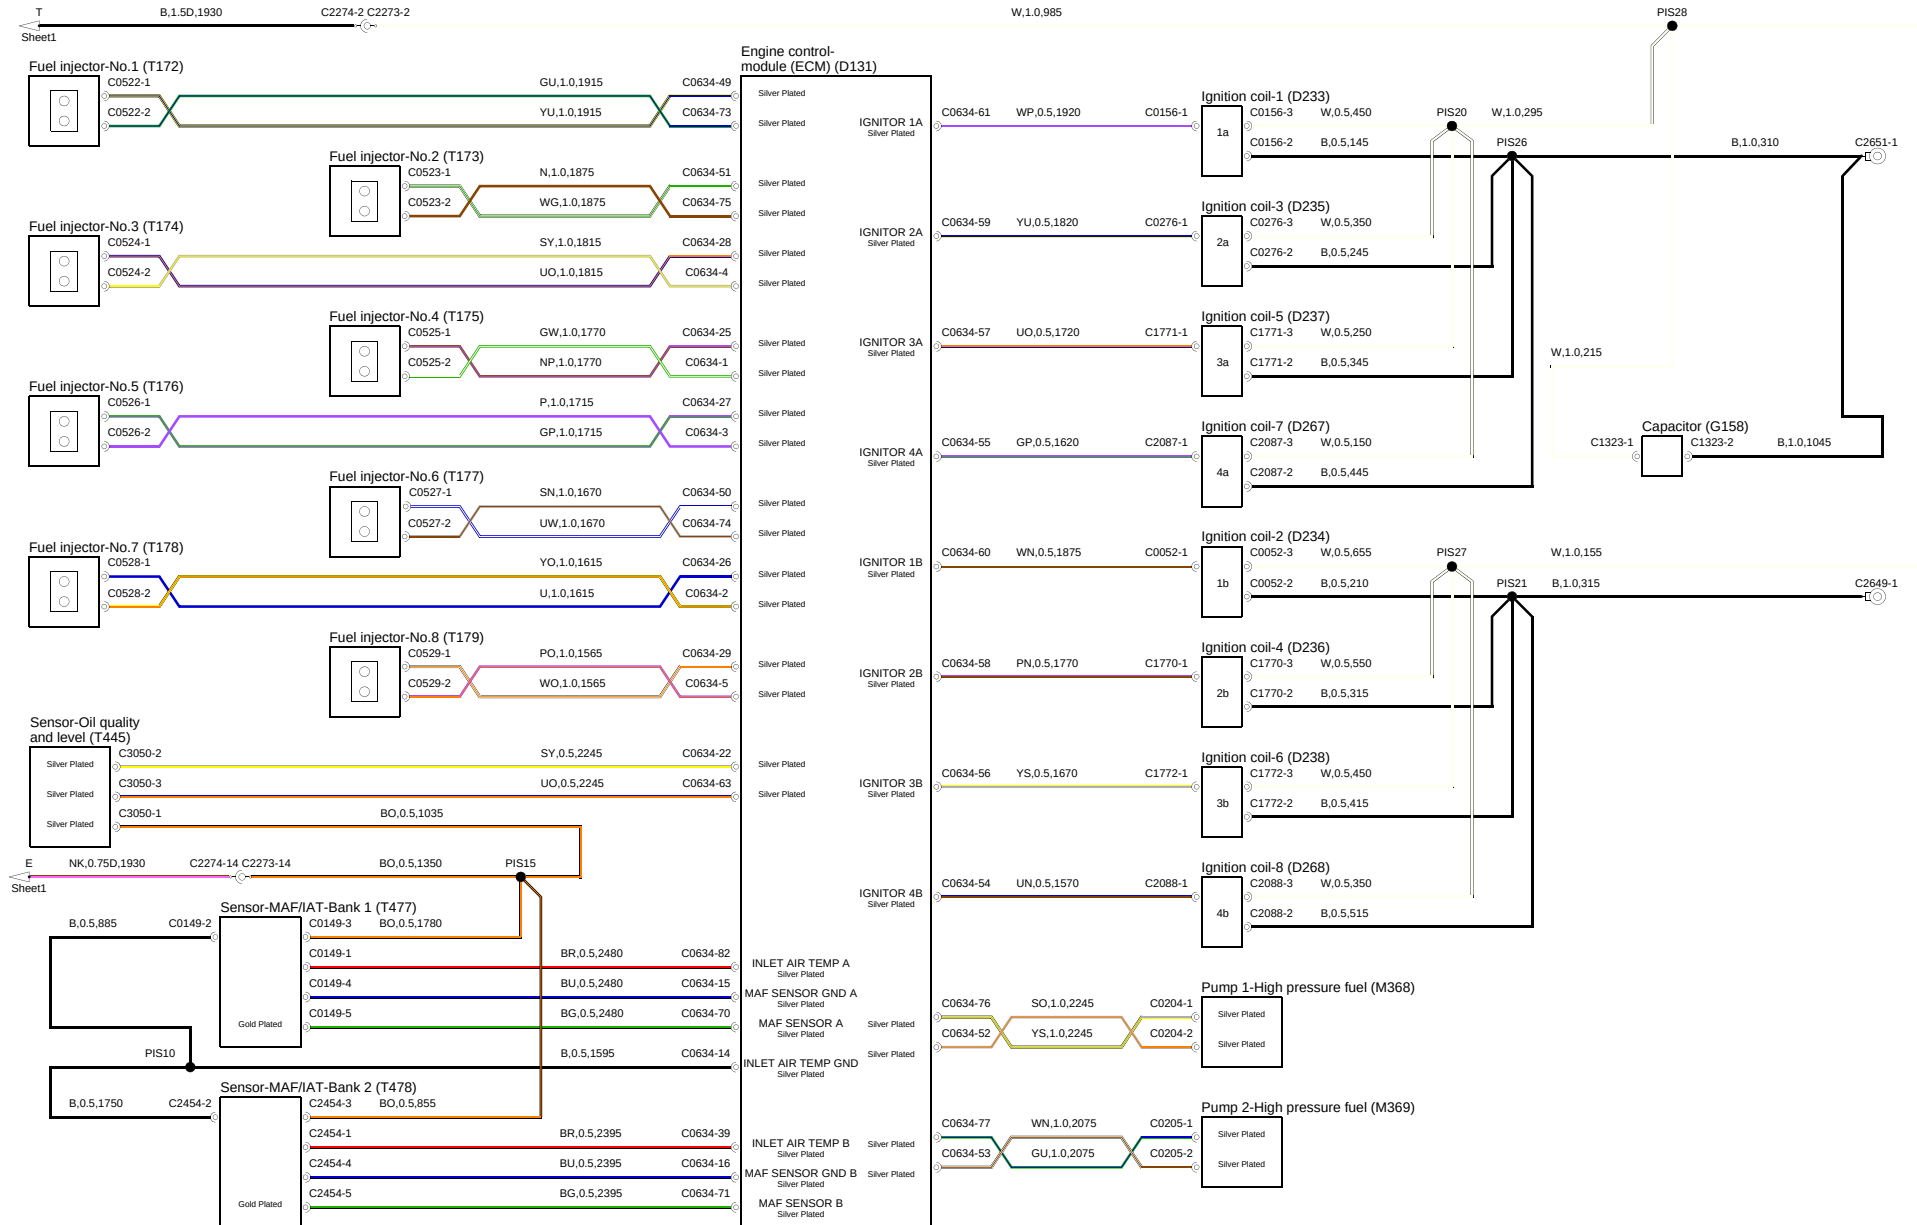 T B,1.5D,1930 C2274-2 C2273-2 W,1.0,985 PIS28
Sheet1
Engine control-
module (ECM) (D131)
Fuel injector-No.1 (T172)
C0522-1 GU,1.0,1915 C0634-49 Silver Plated
C0522-2 YU,1.0,1915 C0634-73 Silver Plated
Fuel injector-No.2 (T173)
C0523-1 N,1.0,1875 C0634-51 Silver Plated
C0523-2 WG,1.0,1875 C0634-75 Silver Plated
Fuel injector-No.3 (T174)
C0524-1 SY,1.0,1815 C0634-28 Silver Plated
C0524-2 UO,1.0,1815 C0634-4 Silver Plated
Fuel injector-No.4 (T175)
C0525-1 GW,1.0,1770 C0634-25 Silver Plated
C0525-2 NP,1.0,1770 C0634-1 Silver Plated
Fuel injector-No.5 (T176)
C0526-1 P,1.0,1715 C0634-27 Silver Plated
C0526-2 GP,1.0,1715 C0634-3 Silver Plated
Fuel injector-No.6 (T177)
C0527-1 SN,1.0,1670 C0634-50 Silver Plated
C0527-2 UW,1.0,1670 C0634-74 Silver Plated
Fuel injector-No.7 (T178)
C0528-1 YO,1.0,1615 C0634-26 Silver Plated
C0528-2 U,1.0,1615 C0634-2 Silver Plated
Fuel injector-No.8 (T179)
C0529-1 PO,1.0,1565 C0634-29 Silver Plated
C0529-2 WO,1.0,1565 C0634-5 Silver Plated
Sensor-Oil quality
and level (T445)
Silver Plated C3050-2 SY,0.5,2245 C0634-22 Silver Plated
Silver Plated C3050-3 UO,0.5,2245 C0634-63 Silver Plated
Silver Plated C3050-1 BO,0.5,1035
E NK,0.75D,1930 C2274-14 C2273-14 BO,0.5,1350 PIS15
Sheet1
Sensor-MAF/IAT-Bank 1 (T477)
B,0.5,885 C0149-2 C0149-3 BO,0.5,1780
C0149-1 BR,0.5,2480 C0634-82 INLET AIR TEMP A
Silver Plated
C0149-4 BU,0.5,2480 C0634-15 MAF SENSOR GND A
Silver Plated
Gold Plated C0149-5 BG,0.5,2480 C0634-70 MAF SENSOR A
Silver Plated
PIS10 B,0.5,1595 C0634-14 INLET AIR TEMP GND
Silver Plated
Sensor-MAF/IAT-Bank 2 (T478)
B,0.5,1750 C2454-2 C2454-3 BO,0.5,855
C2454-1 BR,0.5,2395 C0634-39 INLET AIR TEMP B
Silver Plated
C2454-4 BU,0.5,2395 C0634-16 MAF SENSOR GND B
Silver Plated
Gold Plated C2454-5 BG,0.5,2395 C0634-71 MAF SENSOR B
Silver Plated
Ignition coil-1 (D233)
IGNITOR 1A C0634-61 WP,0.5,1920 C0156-1 1a C0156-3 W,0.5,450 PIS20 W,1.0,295
Silver Plated
C0156-2 B,0.5,145 PIS26 B,1.0,310 C2651-1
Ignition coil-3 (D235)
IGNITOR 2A C0634-59 YU,0.5,1820 C0276-1 2a C0276-3 W,0.5,350
Silver Plated
C0276-2 B,0.5,245
Ignition coil-5 (D237)
IGNITOR 3A C0634-57 UO,0.5,1720 C1771-1 3a C1771-3 W,0.5,250
Silver Plated
C1771-2 B,0.5,345
W,1.0,215
Ignition coil-7 (D267)
IGNITOR 4A C0634-55 GP,0.5,1620 C2087-1 4a C2087-3 W,0.5,150
Silver Plated
C2087-2 B,0.5,445
Capacitor (G158)
C1323-1 C1323-2 B,1.0,1045
Ignition coil-2 (D234)
IGNITOR 1B C0634-60 WN,0.5,1875 C0052-1 1b C0052-3 W,0.5,655 PIS27 W,1.0,155
Silver Plated
C0052-2 B,0.5,210 PIS21 B,1.0,315 C2649-1
Ignition coil-4 (D236)
IGNITOR 2B C0634-58 PN,0.5,1770 C1770-1 2b C1770-3 W,0.5,550
Silver Plated
C1770-2 B,0.5,315
Ignition coil-6 (D238)
IGNITOR 3B C0634-56 YS,0.5,1670 C1772-1 3b C1772-3 W,0.5,450
Silver Plated
C1772-2 B,0.5,415
Ignition coil-8 (D268)
IGNITOR 4B C0634-54 UN,0.5,1570 C2088-1 4b C2088-3 W,0.5,350
Silver Plated
C2088-2 B,0.5,515
Pump 1-High pressure fuel (M368)
Silver Plated C0634-76 SO,1.0,2245 C0204-1 Silver Plated
Silver Plated C0634-52 YS,1.0,2245 C0204-2 Silver Plated
Pump 2-High pressure fuel (M369)
Silver Plated C0634-77 WN,1.0,2075 C0205-1 Silver Plated
Silver Plated C0634-53 GU,1.0,2075 C0205-2 Silver Plated